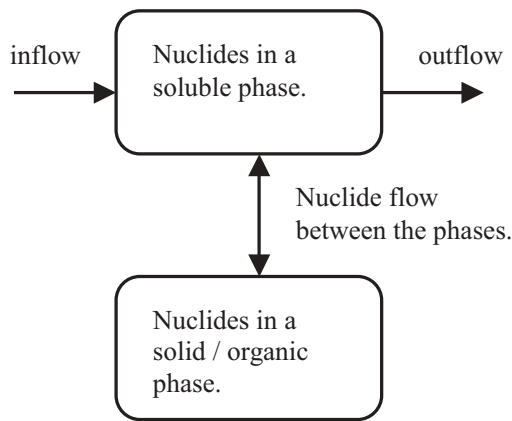 inflow
Nuclides in a
soluble phase.
outflow
Nuclide flow
between the phases.
Nuclides in a
solid / organic
phase.